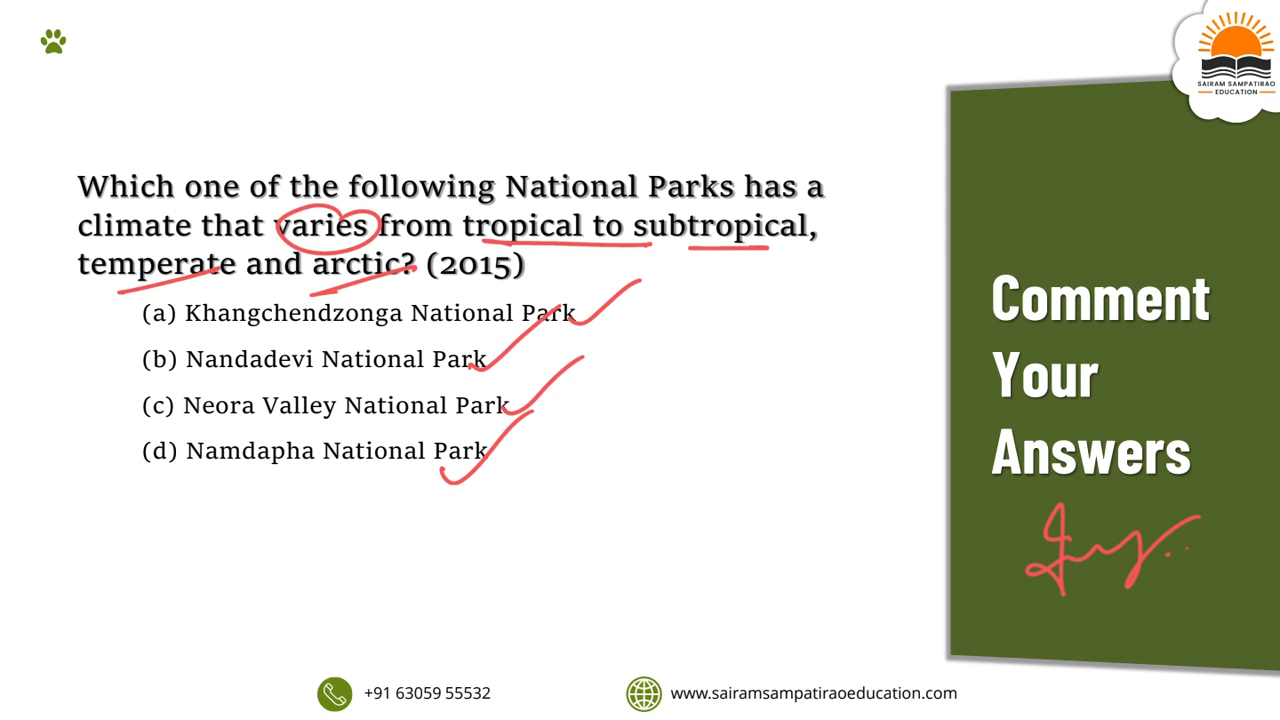 SAIRAM SAMPATIRAO
EDUCATION
Which one of the following National Parks has a
climate that varies from tropical to subtropical,
temperate and arctic? (2015)
(a) Khangchendzonga National Park
(b) Nandadevi National Park
(c) Neora Valley National Park
(d) Namdapha National Park
Comment
Your
Answers
+91 63059 55532
www.sairamsampatiraoeducation.com